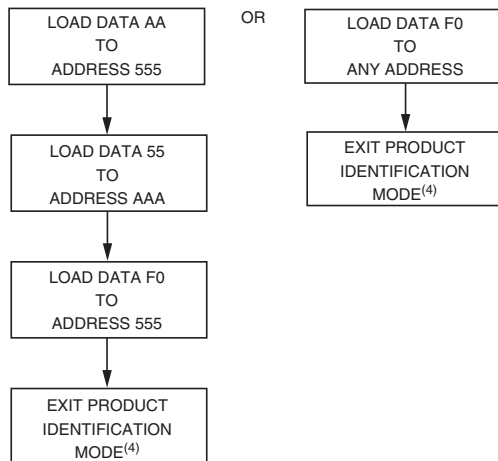 LOAD DATA AA
TO
ADDRESS 555
LOAD DATA 55
TO
ADDRESS AAA
LOAD DATA F0
TO
ADDRESS 555
EXIT PRODUCT
IDENTIFICATION
MODE(4)
OR
LOAD DATA F0
TO
ANY ADDRESS
EXIT PRODUCT
IDENTIFICATION
MODE(4)